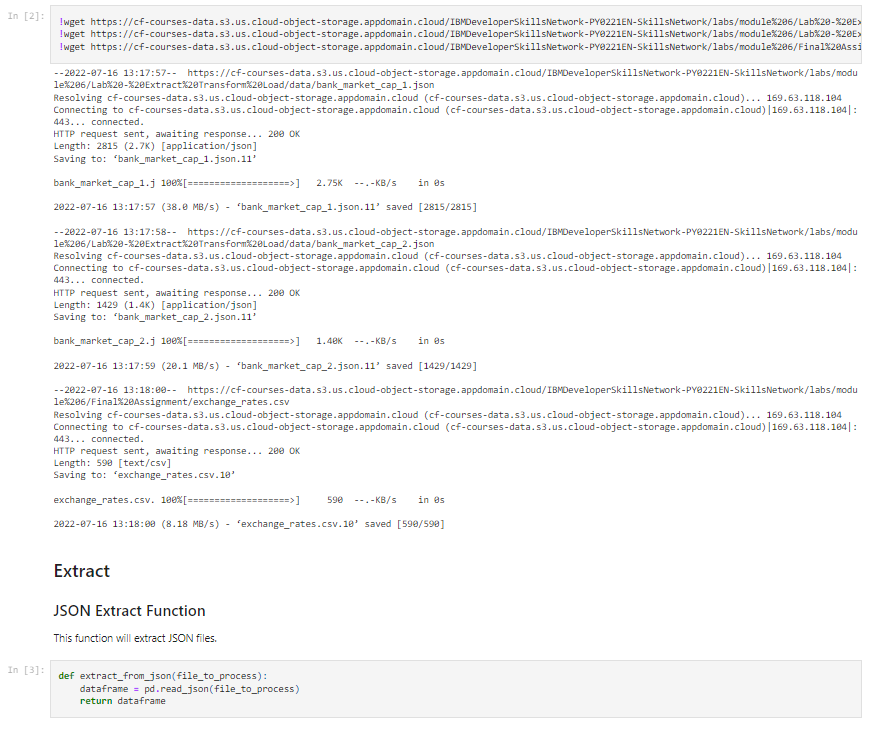 In [2]:
!wget https://cf-courses-data.s3.us.cloud-object-storage.appdomain.cloud/IBMDeveloperSkillsNetwork-PY0221EN-SkillsNetwork/labs/module%206/Lab%20-%20Ex
!wget https://cf-courses-data.s3.us.cloud-object-storage.appdomain.cloud/IBMDeveloperSkillsNetwork-PY0221EN-SkillsNetwork/labs/module%206/Lab%20-%20Ex
!wget https://cf-courses-data.s3.us.cloud-object-storage.appdomain.cloud/IBMDeveloperSkillsNetwork-PY0221EN-SkillsNetwork/labs/module%206/Final%20Assi
--2022-07-16 13:17:57--  https://cf-courses-data.s3.us.cloud-object-storage.appdomain.cloud/IBMDeveloperSkillsNetwork-PY0221EN-SkillsNetwork/labs/modu
le%206/Lab%20-%20Extract%20Transform%20Load/data/bank_market_cap_1.json
Resolving cf-courses-data.s3.us.cloud-object-storage.appdomain.cloud (cf-courses-data.s3.us.cloud-object-storage.appdomain.cloud)... 169.63.118.104
Connecting to cf-courses-data.s3.us.cloud-object-storage.appdomain.cloud (cf-courses-data.s3.us.cloud-object-storage.appdomain.cloud)|169.63.118.104|:
443... connected.
HTTP request sent, awaiting response... 200 OK
Length: 2815 (2.7K) [application/json]
Saving to: ‘bank_market_cap_1.json.11’
bank_market_cap_1.j 100%[===================>]   2.75K  --.-KB/s    in 0s
2022-07-16 13:17:57 (38.0 MB/s) - ‘bank_market_cap_1.json.11’ saved [2815/2815]
--2022-07-16 13:17:58--  https://cf-courses-data.s3.us.cloud-object-storage.appdomain.cloud/IBMDeveloperSkillsNetwork-PY0221EN-SkillsNetwork/labs/modu
le%206/Lab%20-%20Extract%20Transform%20Load/data/bank_market_cap_2.json
Resolving cf-courses-data.s3.us.cloud-object-storage.appdomain.cloud (cf-courses-data.s3.us.cloud-object-storage.appdomain.cloud)... 169.63.118.104
Connecting to cf-courses-data.s3.us.cloud-object-storage.appdomain.cloud (cf-courses-data.s3.us.cloud-object-storage.appdomain.cloud)|169.63.118.104|:
443... connected.
HTTP request sent, awaiting response... 200 OK
Length: 1429 (1.4K) [application/json]
Saving to: ‘bank_market_cap_2.json.11’
bank_market_cap_2.j 100%[===================>]   1.40K  --.-KB/s    in 0s
2022-07-16 13:17:59 (20.1 MB/s) - ‘bank_market_cap_2.json.11’ saved [1429/1429]
--2022-07-16 13:18:00--  https://cf-courses-data.s3.us.cloud-object-storage.appdomain.cloud/IBMDeveloperSkillsNetwork-PY0221EN-SkillsNetwork/labs/modu
le%206/Final%20Assignment/exchange_rates.csv
Resolving cf-courses-data.s3.us.cloud-object-storage.appdomain.cloud (cf-courses-data.s3.us.cloud-object-storage.appdomain.cloud)... 169.63.118.104
Connecting to cf-courses-data.s3.us.cloud-object-storage.appdomain.cloud (cf-courses-data.s3.us.cloud-object-storage.appdomain.cloud)|169.63.118.104|:
443... connected.
HTTP request sent, awaiting response... 200 OK
Length: 590 [text/csv]
Saving to: ‘exchange_rates.csv.10’
exchange_rates.csv. 100%[===================>]     590  --.-KB/s    in 0s
2022-07-16 13:18:00 (8.18 MB/s) - ‘exchange_rates.csv.10’ saved [590/590]
Extract
JSON Extract Function
This function will extract JSON files.
In [3]:
def extract_from_json(file_to_process):
    dataframe = pd.read_json(file_to_process)
    return dataframe